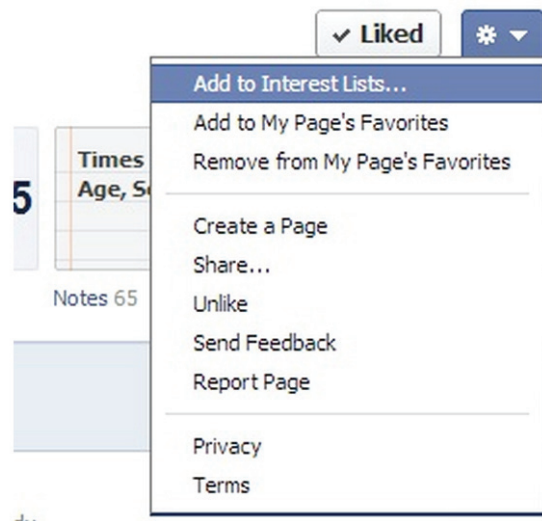 ✓ Liked
Add to Interest Lists...
Add to My Page's Favorites
Remove from My Page's Favorites
5
Times
Age,
Create a Page
Share...
Notes 65
Unlike
Send Feedback
Report Page
Privacy
Terms